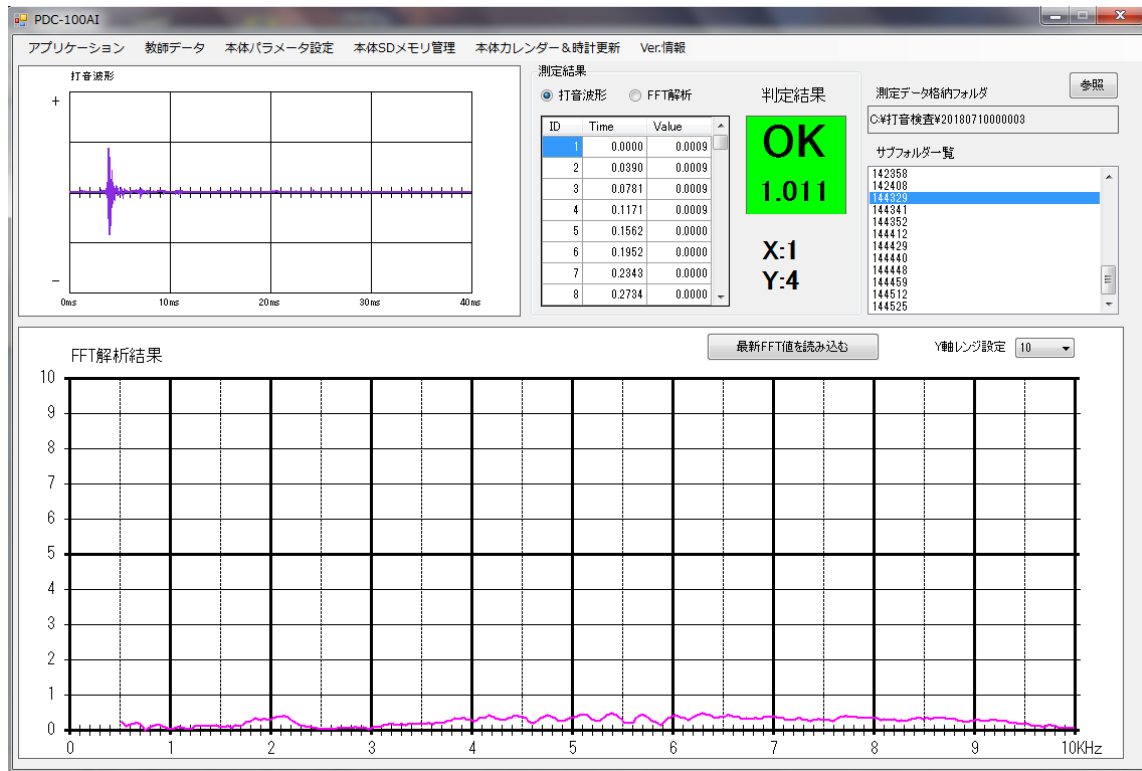 PDC-100AI
アプリケーション 教師データ 本体パラメータ設定 本体SDメモリ管理 本体カレンダー＆時計更新 Ver.情報
打音波形
+
−
0ms 10ms 20ms 30ms 40ms
測定結果
打音波形 FFT解析
ID Time Value
1 0.0000 0.0009
2 0.0390 0.0009
3 0.0781 0.0009
4 0.1171 0.0009
5 0.1562 0.0000
6 0.1952 0.0000
7 0.2343 0.0000
8 0.2734 0.0000
判定結果
OK
1.011
X:1
Y:4
測定データ格納フォルダ 参照
C:¥打音検査¥20180710000003
サブフォルダ一覧
142358
142408
144329
144341
144352
144412
144429
144440
144448
144459
144512
144525
FFT解析結果
最新FFT値を読み込む
Y軸レンジ設定 10
10
9
8
7
6
5
4
3
2
1
0
0 1 2 3 4 5 6 7 8 9 10KHz